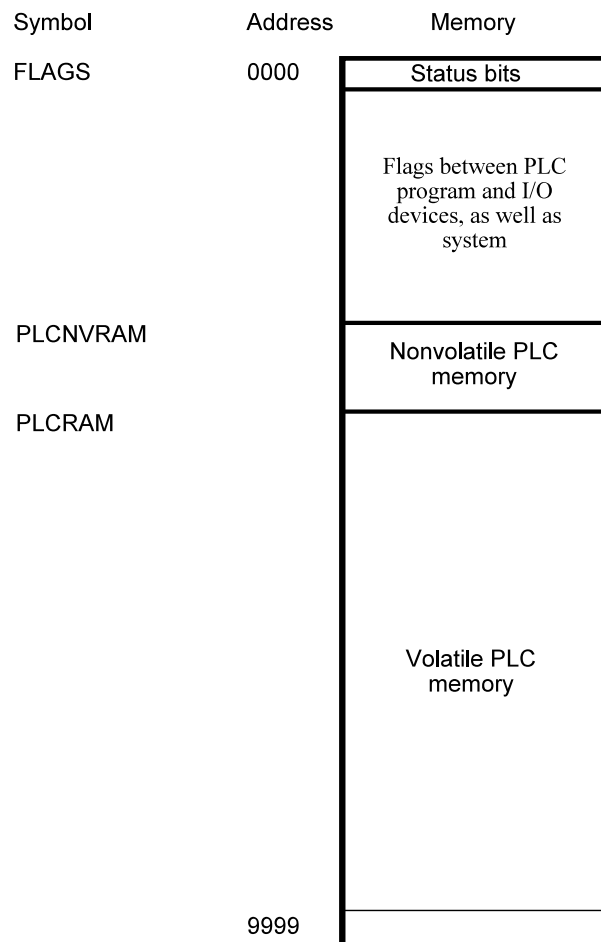 Symbol Address Memory
FLAGS 0000 Status bits
Flags between PLC
program and I/O
devices, as well as
system
PLCNVRAM
Nonvolatile PLC
memory
PLCRAM
Volatile PLC
memory
9999